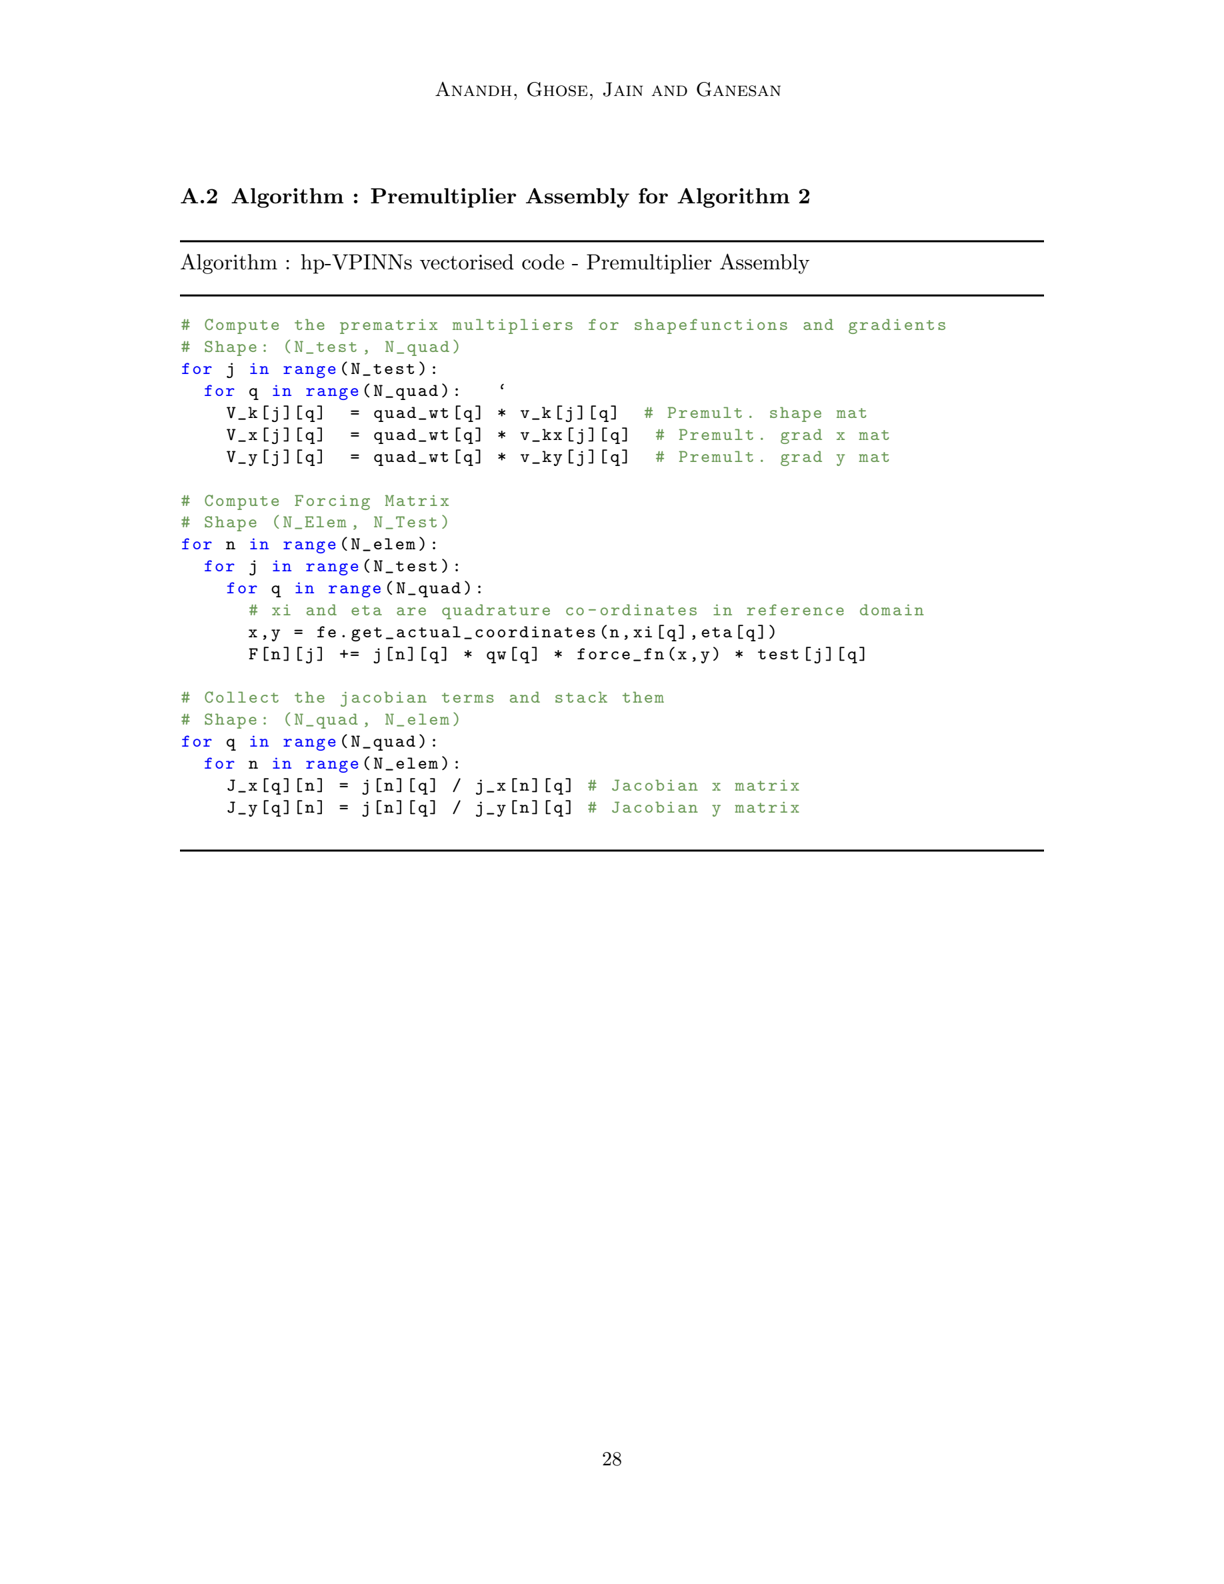 Anandh, Ghose, Jain and Ganesan
A.2 Algorithm : Premultiplier Assembly for Algorithm 2
Algorithm : hp-VPINNs vectorised code - Premultiplier Assembly
# Compute the prematrix multipliers for shapefunctions and gradients
# Shape: (N_test, N_quad)
for j in range(N_test):
  for q in range(N_quad):   ‘
    V_k[j][q]  = quad_wt[q] * v_k[j][q]  # Premult. shape mat
    V_x[j][q]  = quad_wt[q] * v_kx[j][q]  # Premult. grad x mat
    V_y[j][q]  = quad_wt[q] * v_ky[j][q]  # Premult. grad y mat
# Compute Forcing Matrix
# Shape (N_Elem, N_Test)
for n in range(N_elem):
  for j in range(N_test):
    for q in range(N_quad):
      # xi and eta are quadrature co-ordinates in reference domain
      x,y = fe.get_actual_coordinates(n,xi[q],eta[q])
      F[n][j] += j[n][q] * qw[q] * force_fn(x,y) * test[j][q]
# Collect the jacobian terms and stack them
# Shape: (N_quad, N_elem)
for q in range(N_quad):
  for n in range(N_elem):
    J_x[q][n] = j[n][q] / j_x[n][q] # Jacobian x matrix
    J_y[q][n] = j[n][q] / j_y[n][q] # Jacobian y matrix
28